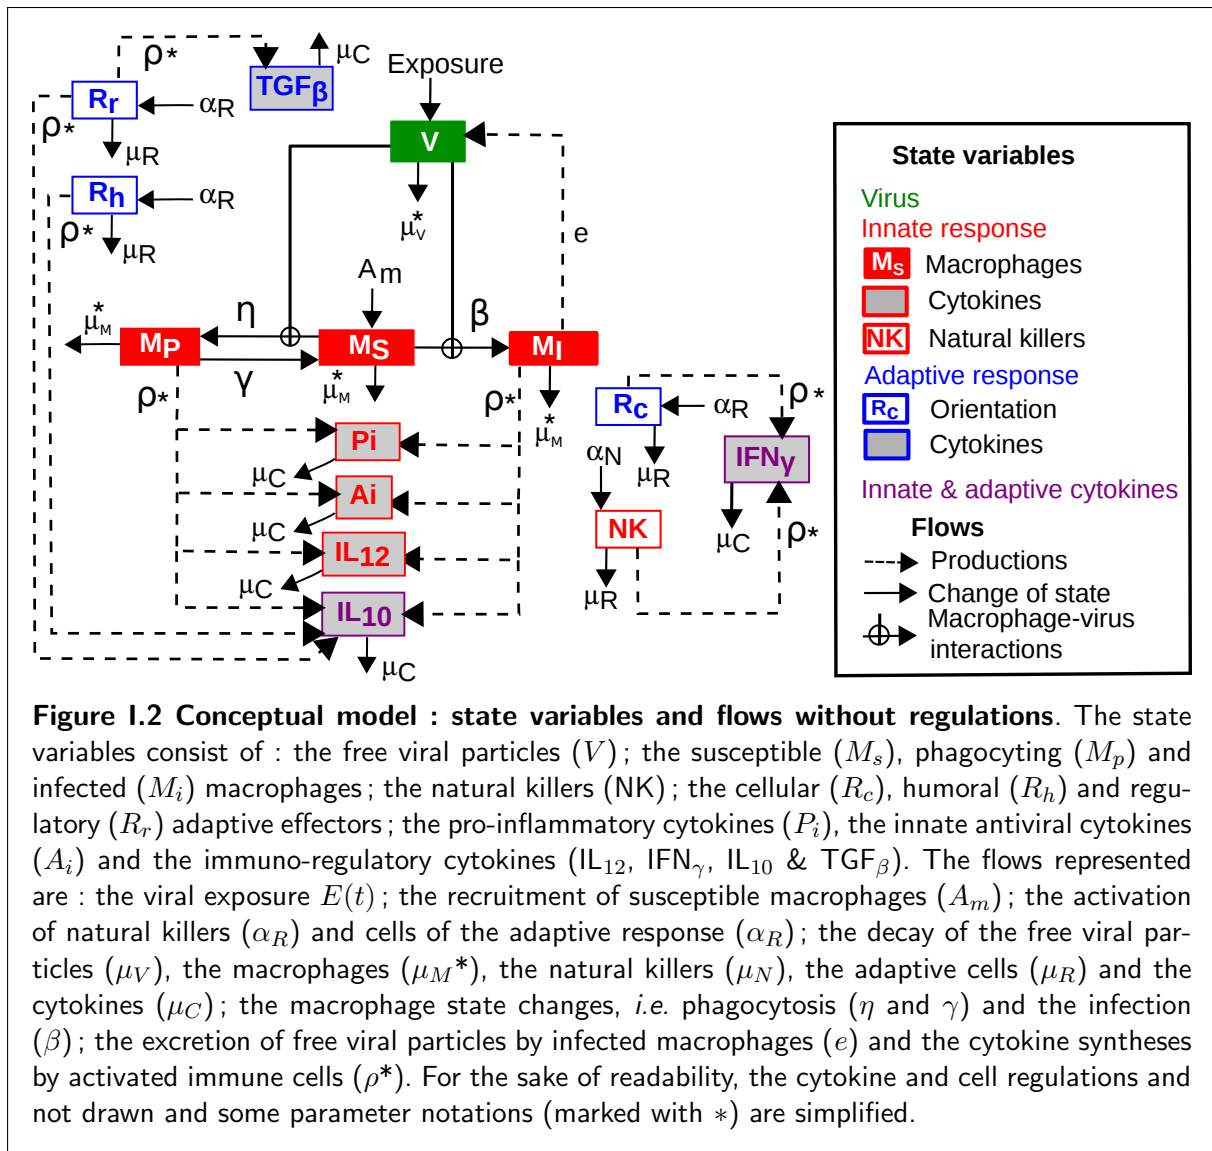 ρ*
μC
TGFβ
Exposure
Rr
αR
ρ*
V
μR
Rh
αR
ρ*
μ*V
e
μR
Am
μ*M
η
β
MP
MS
MI
γ
μ*M
ρ*
ρ*
μ*M
Rc
αR
ρ*
Pi
αN
IFNγ
μC
μR
Ai
NK
μC
μC
ρ*
IL12
μC
μR
IL10
μC
State variables
Virus
Innate response
Ms Macrophages
Cytokines
NK Natural killers
Adaptive response
Rc Orientation
Cytokines
Innate & adaptive cytokines
Flows
Productions
Change of state
Macrophage-virus
interactions
Figure I.2 Conceptual model : state variables and flows without regulations. The state
variables consist of : the free viral particles (V) ; the susceptible (Ms), phagocyting (Mp) and
infected (Mi) macrophages ; the natural killers (NK) ; the cellular (Rc), humoral (Rh) and regu-
latory (Rr) adaptive effectors ; the pro-inflammatory cytokines (Pi), the innate antiviral cytokines
(Ai) and the immuno-regulatory cytokines (IL12, IFNγ, IL10 & TGFβ). The flows represented
are : the viral exposure E(t) ; the recruitment of susceptible macrophages (Am) ; the activation
of natural killers (αR) and cells of the adaptive response (αR) ; the decay of the free viral par-
ticles (μV), the macrophages (μM*), the natural killers (μN), the adaptive cells (μR) and the
cytokines (μC) ; the macrophage state changes, i.e. phagocytosis (η and γ) and the infection
(β) ; the excretion of free viral particles by infected macrophages (e) and the cytokine syntheses
by activated immune cells (ρ*). For the sake of readability, the cytokine and cell regulations and
not drawn and some parameter notations (marked with *) are simplified.